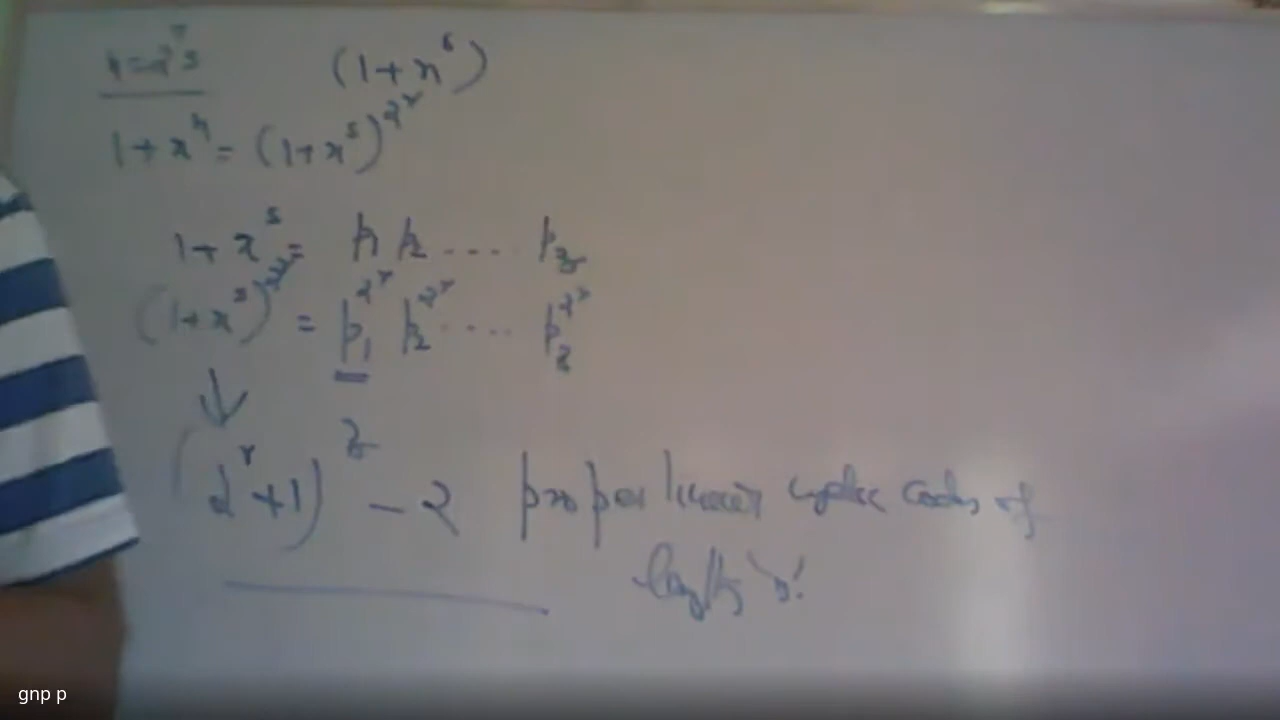 n = 2^r s
(1 + x^6)
1 + x^n = (1 + x^s)^{2^r}
1 + x^s = p_1 p_2 .... p_z
(1 + x^s)^{2^r} = p_1^{2^r} p_2^{2^r} .... p_z^{2^r}
↓
(2^r + 1)^z - 2 proper linear cyclic codes of
length 'n'
gnp p